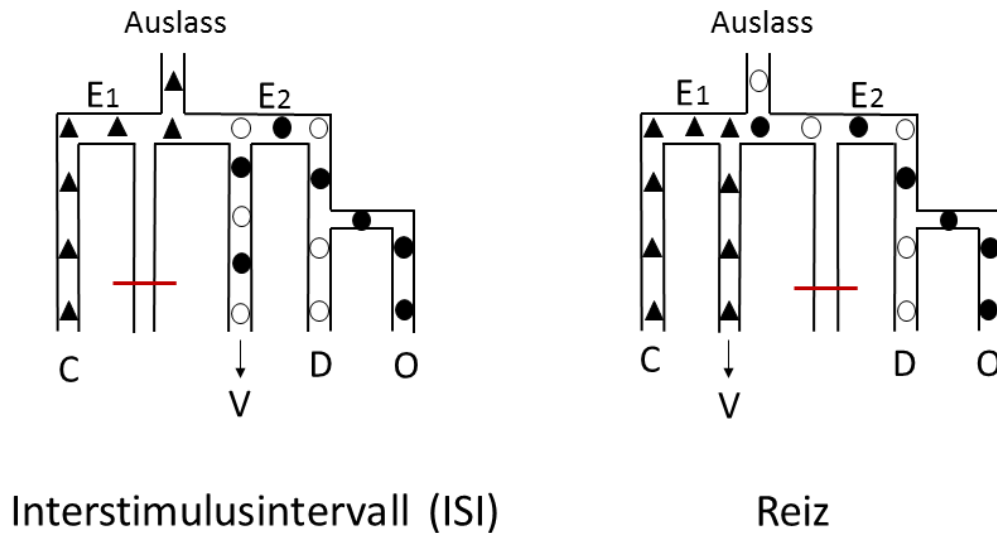 Auslass
Auslass
E1
E2
E1
E2
C
V
D
O
C
V
D
O
Interstimulusintervall (ISI)
Reiz